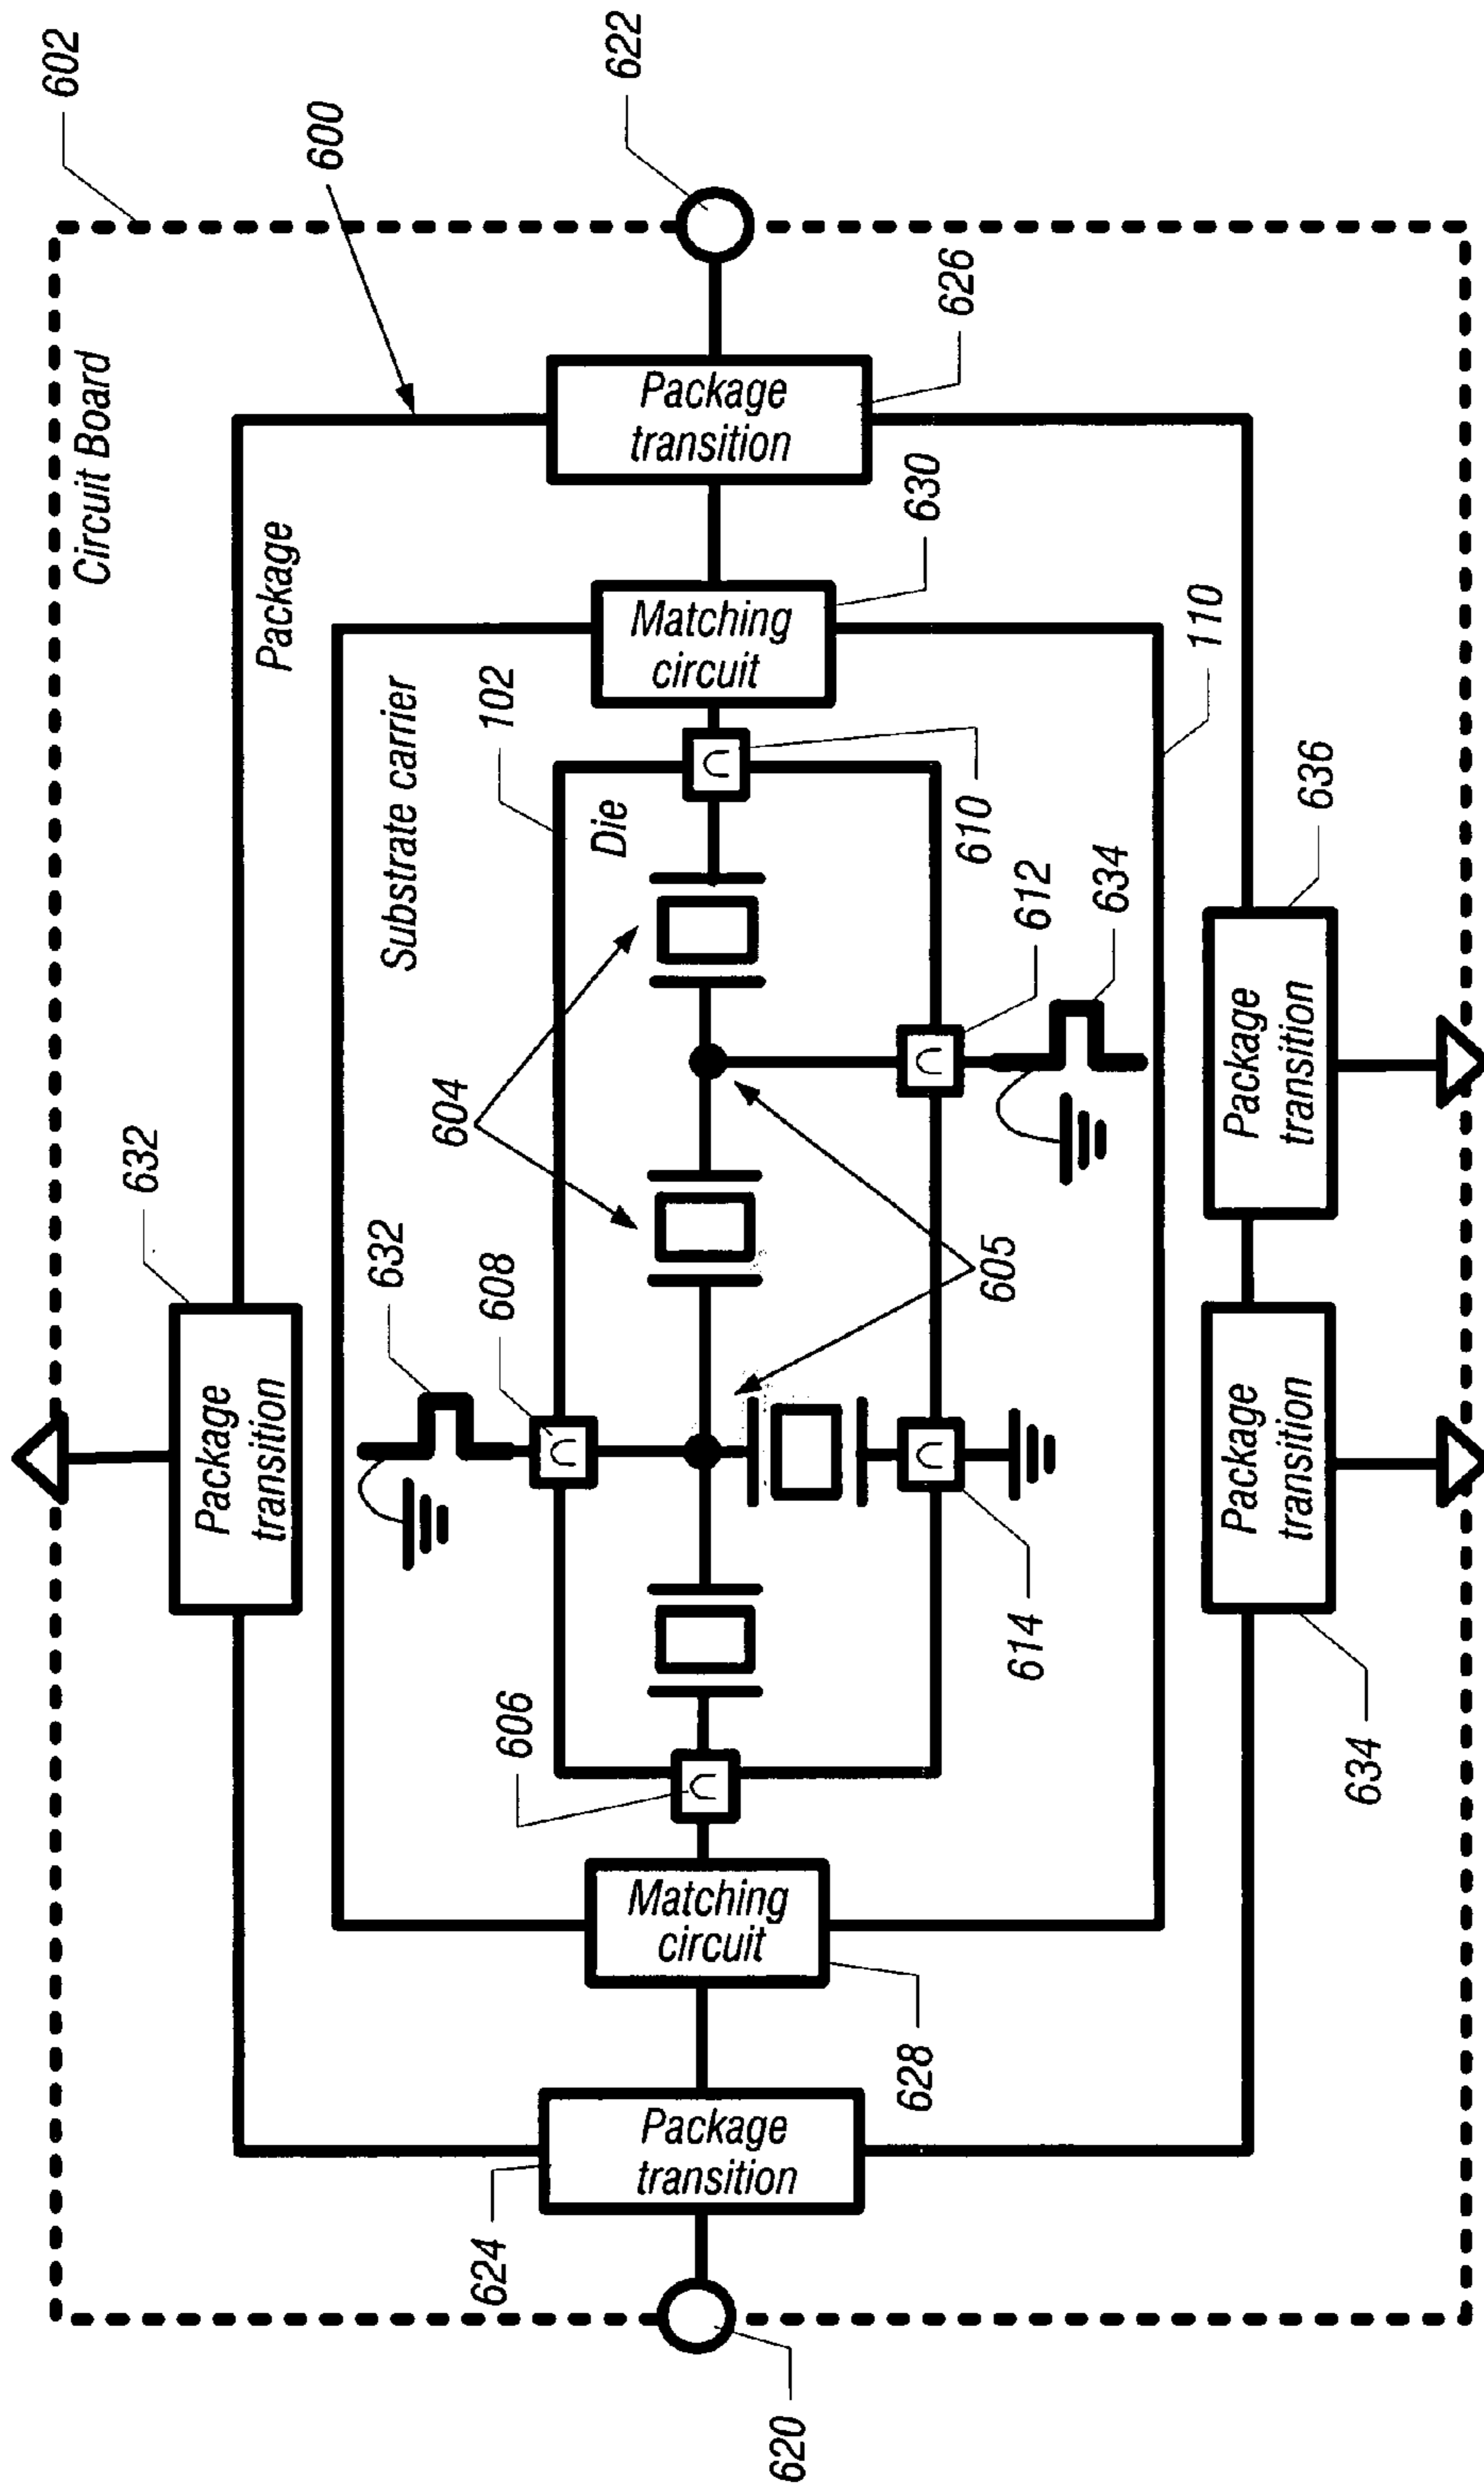 602
Circuit Board
600
622
Package
Package
transition
626
Matching
circuit
630
Substrate carrier
102
Die
610
110
604
612
634
636
Package
transition
632
Package
transition
632
608
605
Package
transition
634
614
606
Matching
circuit
628
Package
transition
624
620